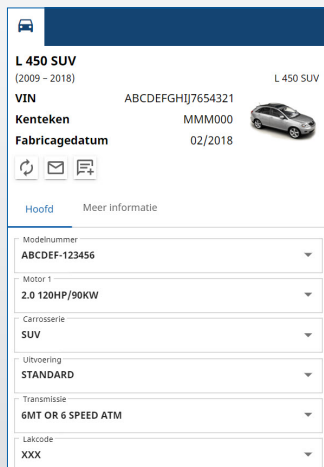 L 450 SUV
(2009 – 2018)
L 450 SUV
VIN ABCDEFGHIJ7654321
Kenteken MMM000
Fabricagedatum 02/2018
Hoofd Meer informatie
Modelnummer
ABCDEF-123456
Motor 1
2.0 120HP/90KW
Carrosserie
SUV
Uitvoering
STANDARD
Transmissie
6MT OR 6 SPEED ATM
Lakcode
XXX